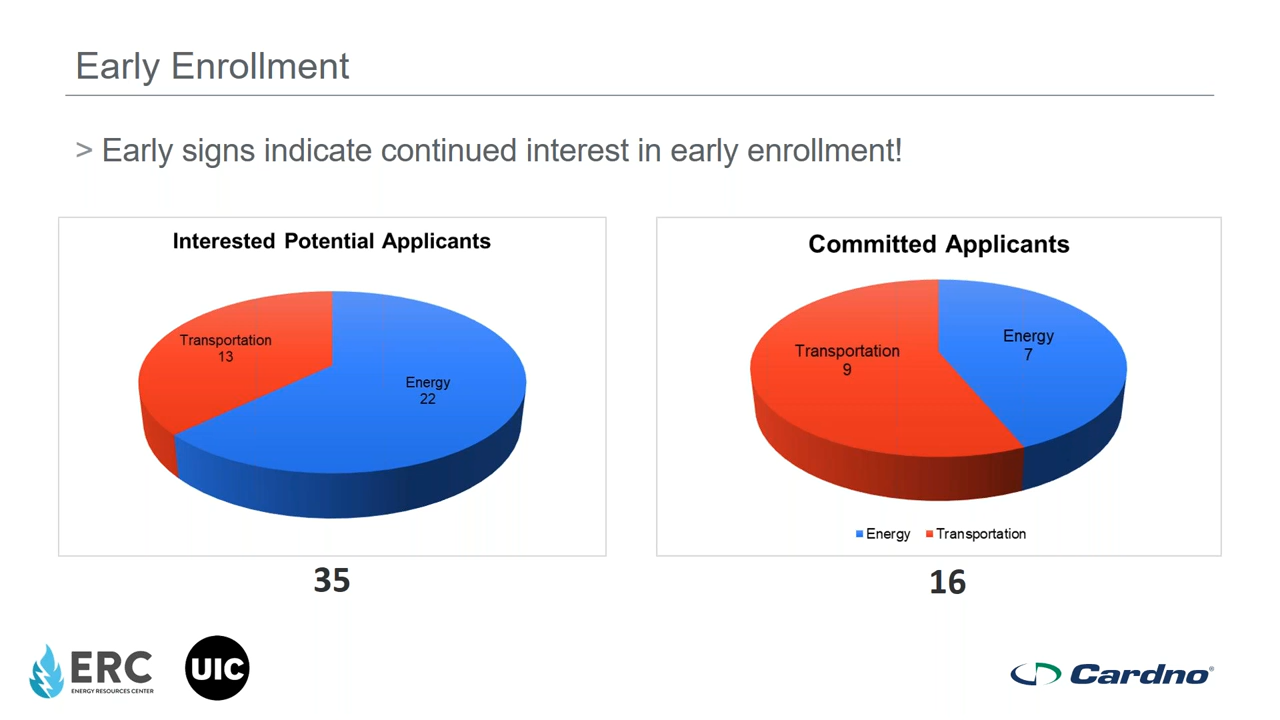 Early Enrollment
> Early signs indicate continued interest in early enrollment!
Interested Potential Applicants
Transportation
13
Energy
22
35
Committed Applicants
Transportation
9
Energy
7
Energy Transportation
16
ERC
ENERGY RESOURCES CENTER
UIC
Cardno®